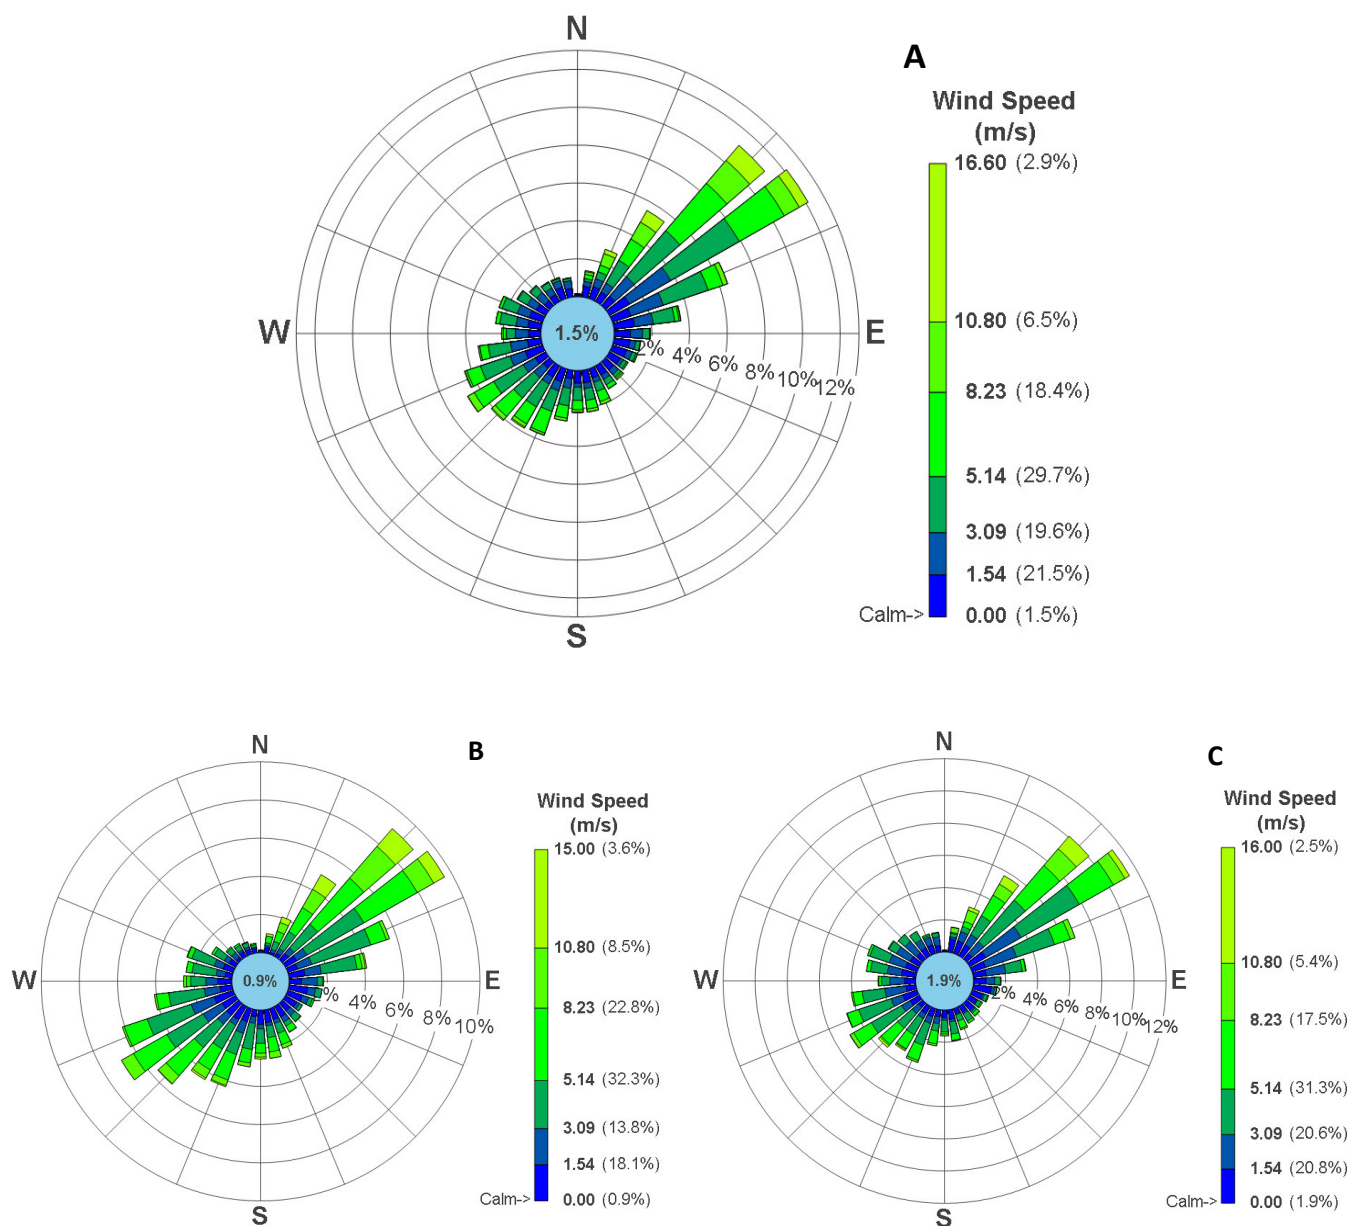 N
A
Wind Speed
(m/s)
16.60 (2.9%)
10.80 (6.5%)
8.23 (18.4%)
5.14 (29.7%)
3.09 (19.6%)
1.54 (21.5%)
Calm-> 0.00 (1.5%)
W
1.5%
E
2% 4% 6% 8% 10% 12%
S
N
B
Wind Speed
(m/s)
15.00 (3.6%)
10.80 (8.5%)
8.23 (22.8%)
5.14 (32.3%)
3.09 (13.8%)
1.54 (18.1%)
Calm-> 0.00 (0.9%)
W
0.9%
E
% 4% 6% 8% 10%
S
N
C
Wind Speed
(m/s)
16.00 (2.5%)
10.80 (5.4%)
8.23 (17.5%)
5.14 (31.3%)
3.09 (20.6%)
1.54 (20.8%)
Calm-> 0.00 (1.9%)
W
1.9%
E
2% 4% 6% 8% 10% 12%
S